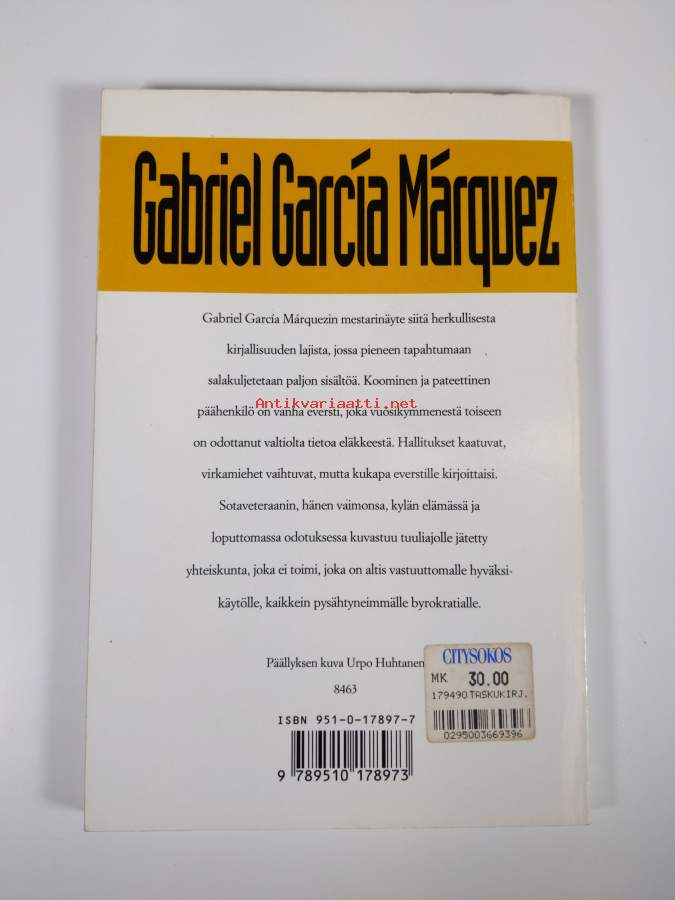 Gabriel García Márquez
Gabriel García Márquezin mestarinäyte siitä herkullisesta
kirjallisuuden lajista, jossa pieneen tapahtumaan
salakuljetetaan paljon sisältöä. Koominen ja pateettinen
Antikvariaatti.net
päähenkilö on vanha eversti, joka vuosikymmenestä toiseen
on odottanut valtiolta tietoa eläkkeestä. Hallitukset kaatuvat,
virkamiehet vaihtuvat, mutta kukapa everstille kirjoittaisi.
Sotaveteraanin, hänen vaimonsa, kylän elämässä ja
loputtomassa odotuksessa kuvastuu tuuliajolle jätetty
yhteiskunta, joka ei toimi, joka on altis vastuuttomalle hyväksi-
käytölle, kaikkein pysähtyneimmälle byrokratialle.
Päällyksen kuva Urpo Huhtanen
8463
ISBN 951-0-17897-7
9 789510 178973
CITYSOKOS
MK 30.00
179490 TASKUKIRJ.
0295003669396